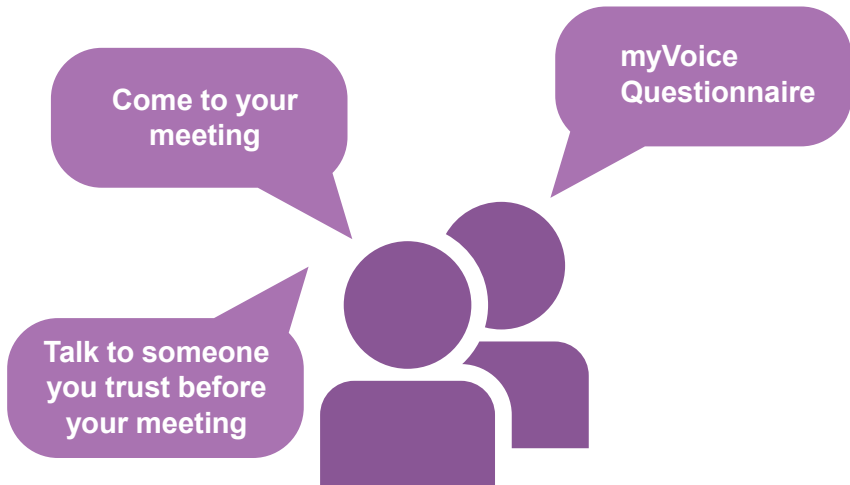 Come to your
meeting
myVoice
Questionnaire
Talk to someone
you trust before
your meeting